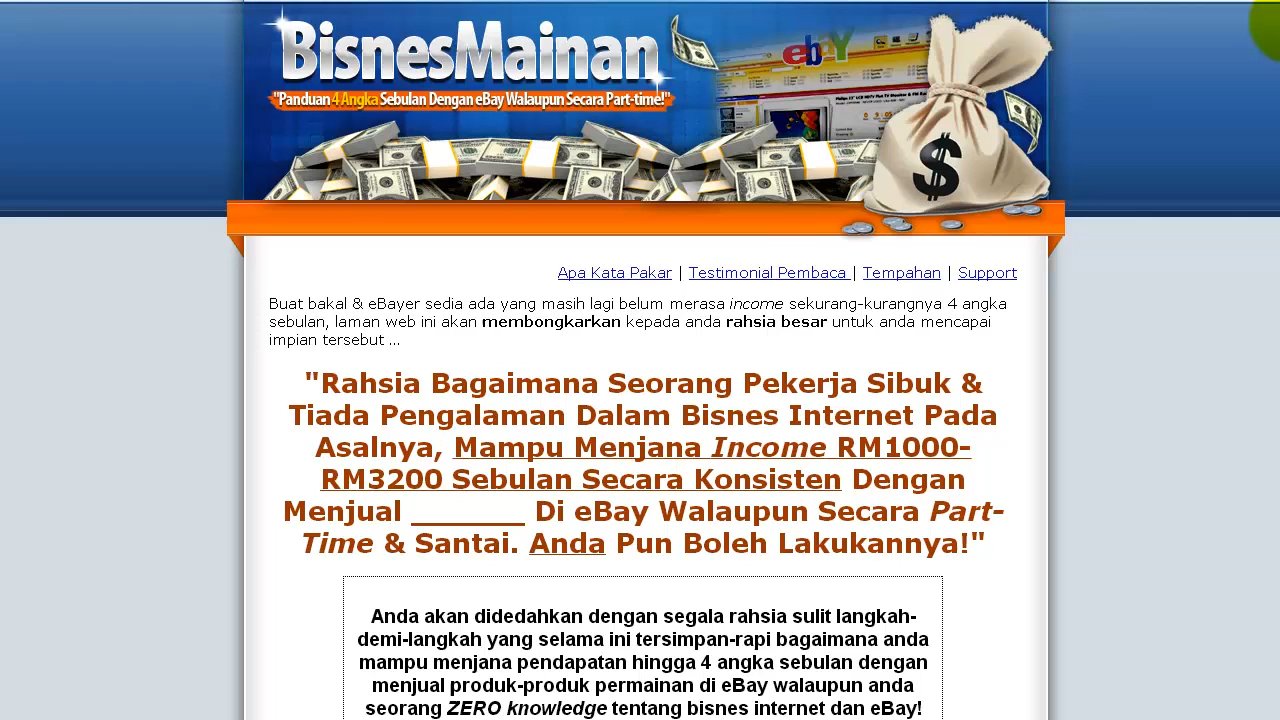 BisnesMainan
"Panduan 4 Angka Sebulan Dengan eBay Walaupun Secara Part-time!"
ebaY
$
Apa Kata Pakar | Testimonial Pembaca | Tempahan | Support
Buat bakal & eBayer sedia ada yang masih lagi belum merasa income sekurang-kurangnya 4 angka
sebulan, laman web ini akan membongkarkan kepada anda rahsia besar untuk anda mencapai
impian tersebut ...
"Rahsia Bagaimana Seorang Pekerja Sibuk &
Tiada Pengalaman Dalam Bisnes Internet Pada
Asalnya, Mampu Menjana Income RM1000-
RM3200 Sebulan Secara Konsisten Dengan
Menjual ______ Di eBay Walaupun Secara Part-
Time & Santai. Anda Pun Boleh Lakukannya!"
Anda akan didedahkan dengan segala rahsia sulit langkah-
demi-langkah yang selama ini tersimpan-rapi bagaimana anda
mampu menjana pendapatan hingga 4 angka sebulan dengan
menjual produk-produk permainan di eBay walaupun anda
seorang ZERO knowledge tentang bisnes internet dan eBay!